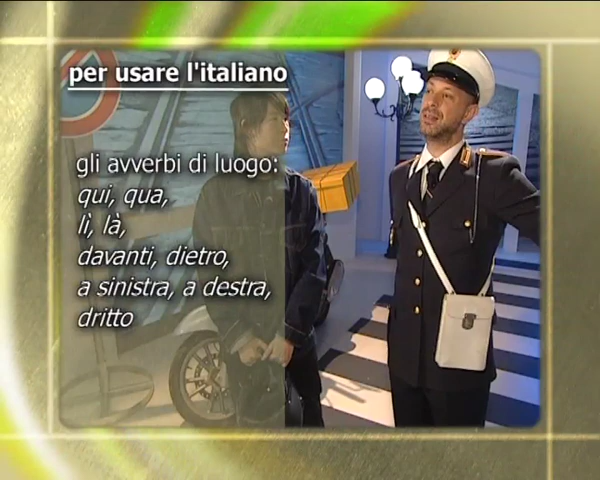 per usare l'italiano
gli avverbi di luogo:
qui, qua,
lì, là,
davanti, dietro,
a sinistra, a destra,
dritto